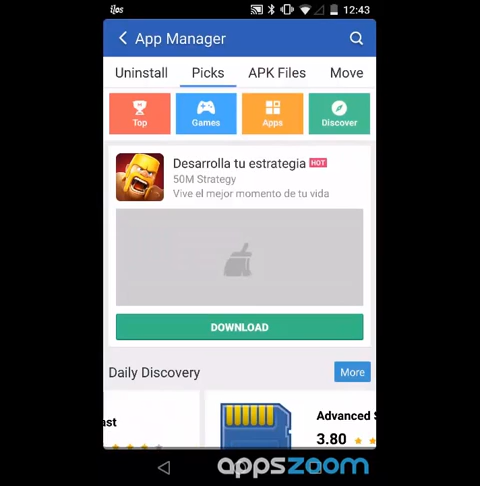 ilos
12:43
App Manager
Uninstall
Picks
APK Files
Move
Top
Games
Apps
Discover
Desarrolla tu estrategia HOT
50M Strategy
Vive el mejor momento de tu vida
DOWNLOAD
Daily Discovery
More
ast
Advanced S
3.80
appszoom